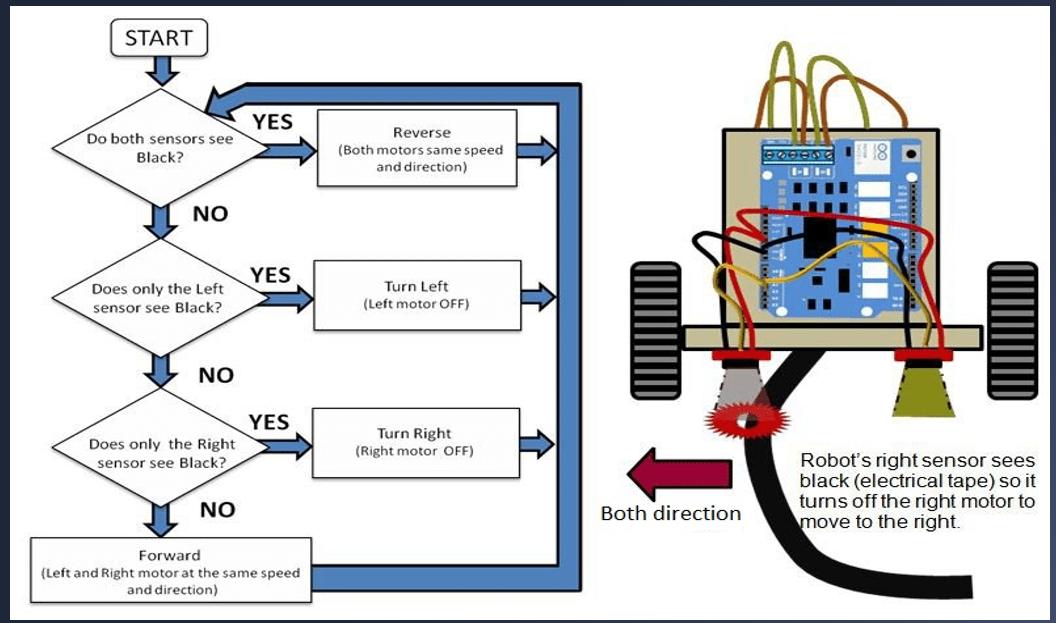 START
Do both sensors see
Black?
YES
Reverse
(Both motors same speed
and direction)
NO
Does only the Left
sensor see Black?
YES
Turn Left
(Left motor OFF)
NO
Does only the Right
sensor see Black?
YES
Turn Right
(Right motor OFF)
NO
Forward
(Left and Right motor at the same speed
and direction)
Both direction
Robot's right sensor sees
black (electrical tape) so it
turns off the right motor to
move to the right.